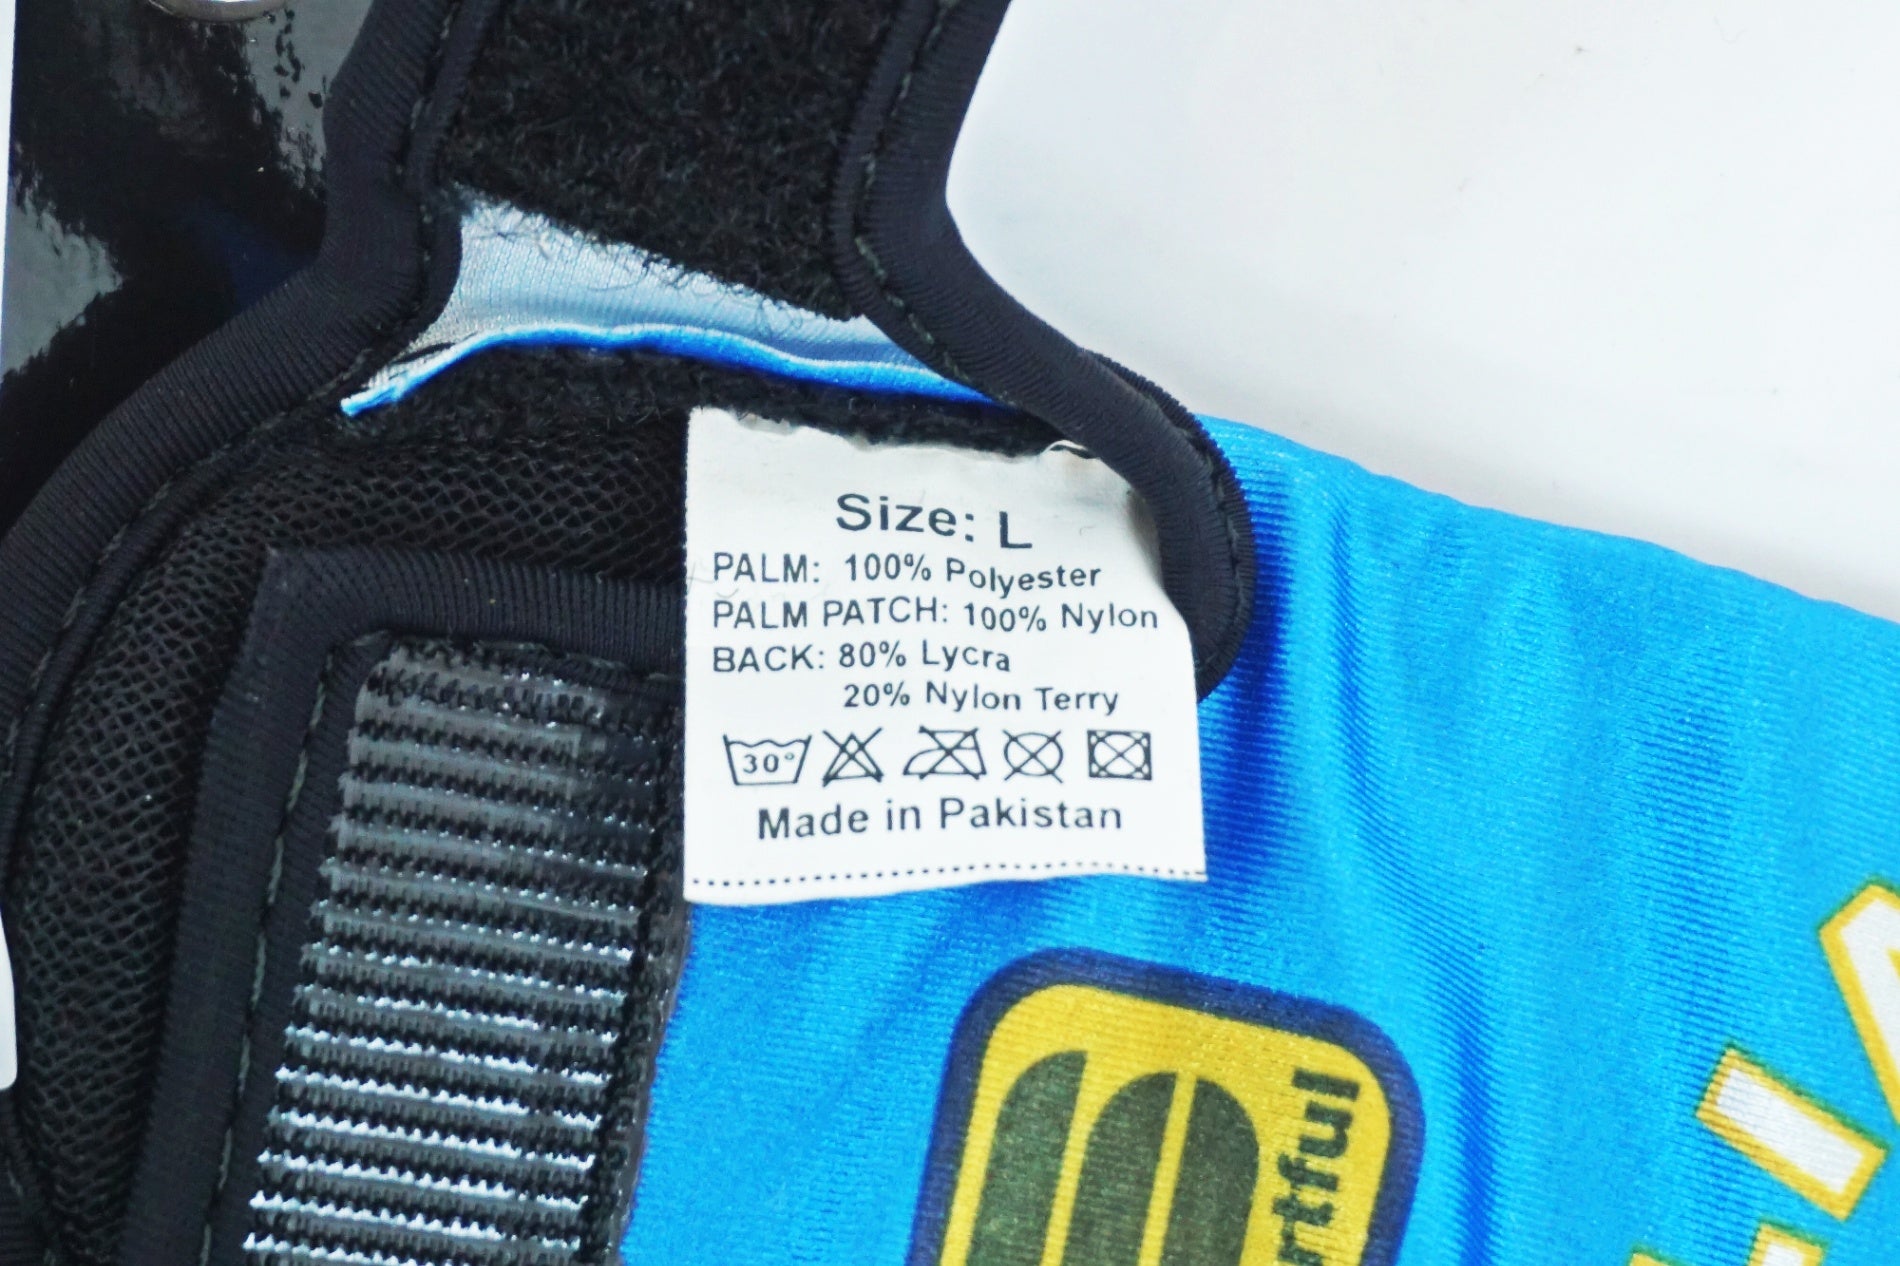 Size: L
PALM: 100% Polyester
PALM PATCH: 100% Nylon
BACK: 80% Lycra
20% Nylon Terry
30°
Made in Pakistan